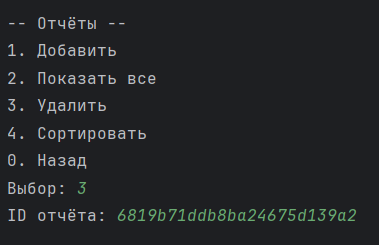 -- Отчёты --
1. Добавить
2. Показать все
3. Удалить
4. Сортировать
0. Назад
Выбор: 3
ID отчёта: 6819b71ddb8ba24675d139a2